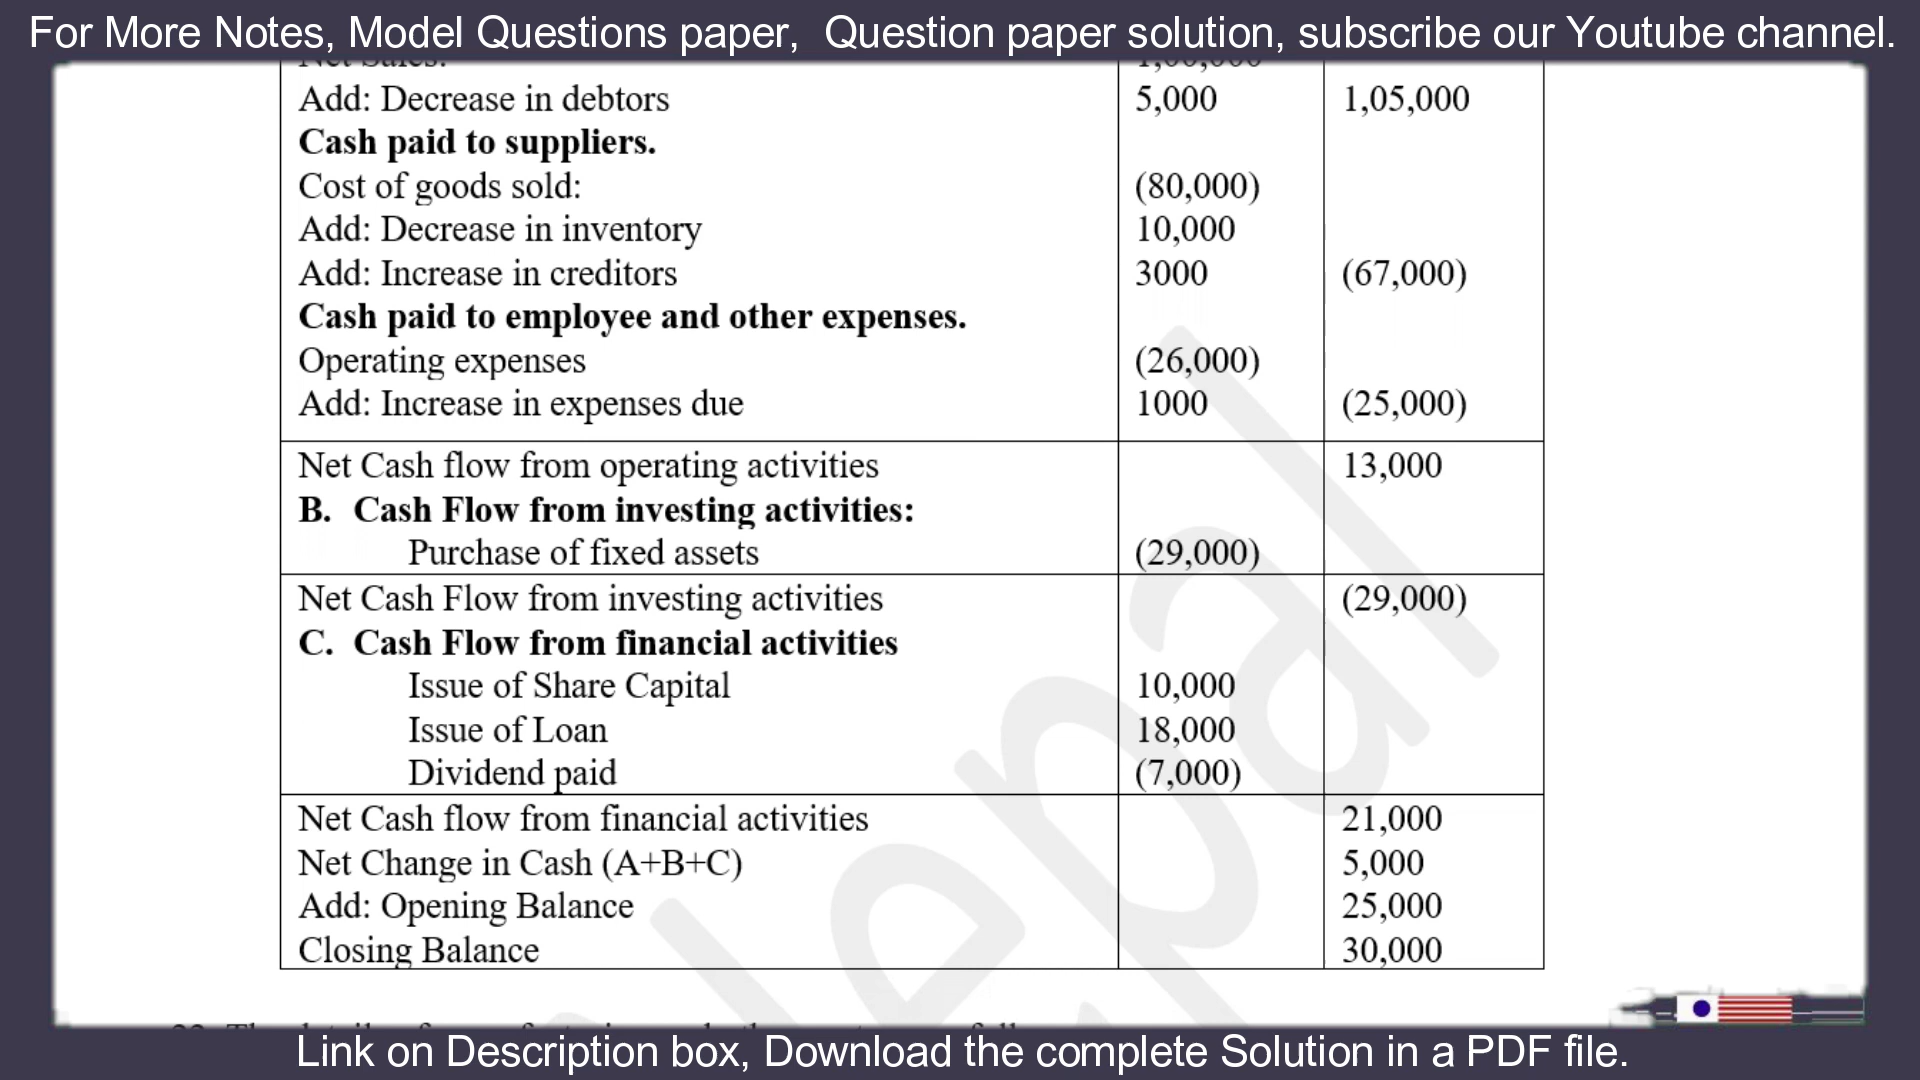 For More Notes, Model Questions paper,  Question paper solution, subscribe our Youtube channel.
Net Sales: 1,00,000
Add: Decrease in debtors 5,000 1,05,000
Cash paid to suppliers.
Cost of goods sold: (80,000)
Add: Decrease in inventory 10,000
Add: Increase in creditors 3000 (67,000)
Cash paid to employee and other expenses.
Operating expenses (26,000)
Add: Increase in expenses due 1000 (25,000)
Net Cash flow from operating activities 13,000
B. Cash Flow from investing activities:
Purchase of fixed assets (29,000)
Net Cash Flow from investing activities (29,000)
C. Cash Flow from financial activities
Issue of Share Capital 10,000
Issue of Loan 18,000
Dividend paid (7,000)
Net Cash flow from financial activities 21,000
Net Change in Cash (A+B+C) 5,000
Add: Opening Balance 25,000
Closing Balance 30,000
Link on Description box, Download the complete Solution in a PDF file.